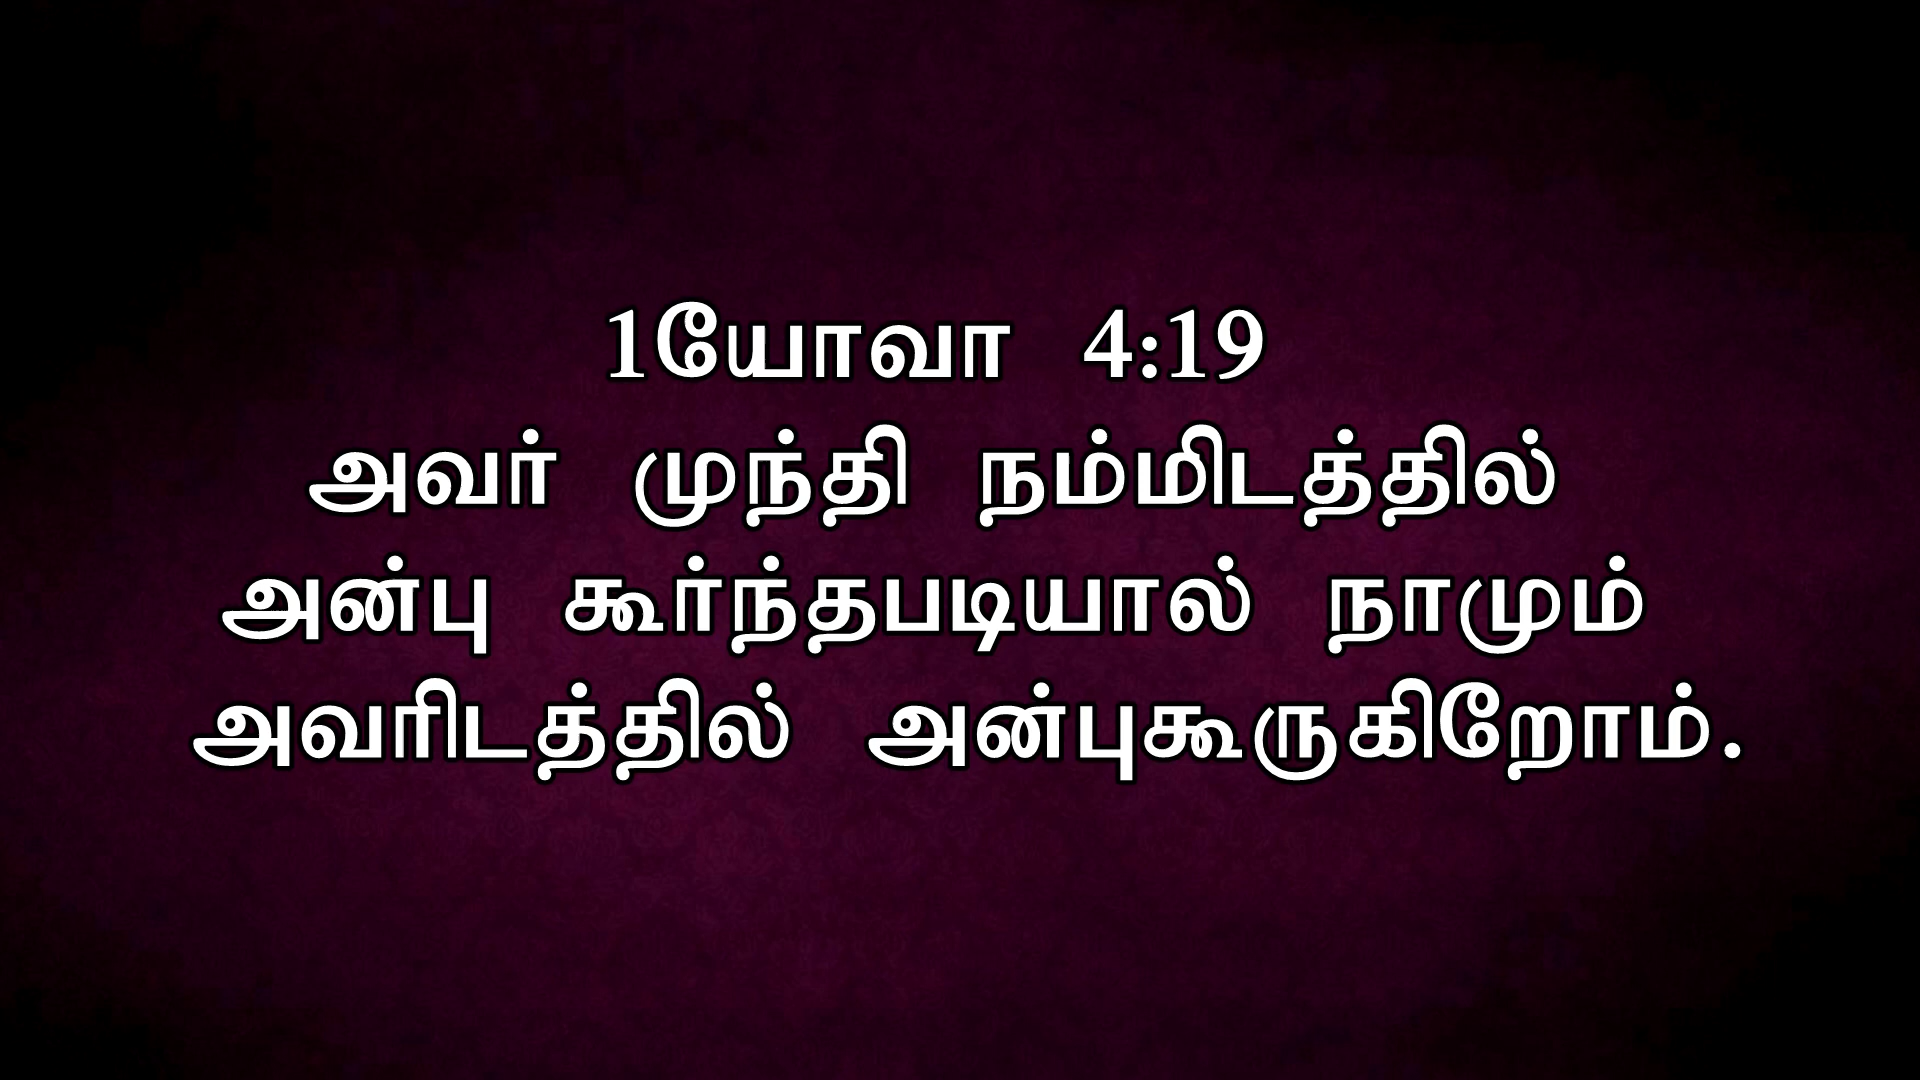 1யோவா 4:19
அவர் முந்தி நம்மிடத்தில்
அன்பு கூர்ந்தபடியால் நாமும்
அவரிடத்தில் அன்புகூருகிறோம்.